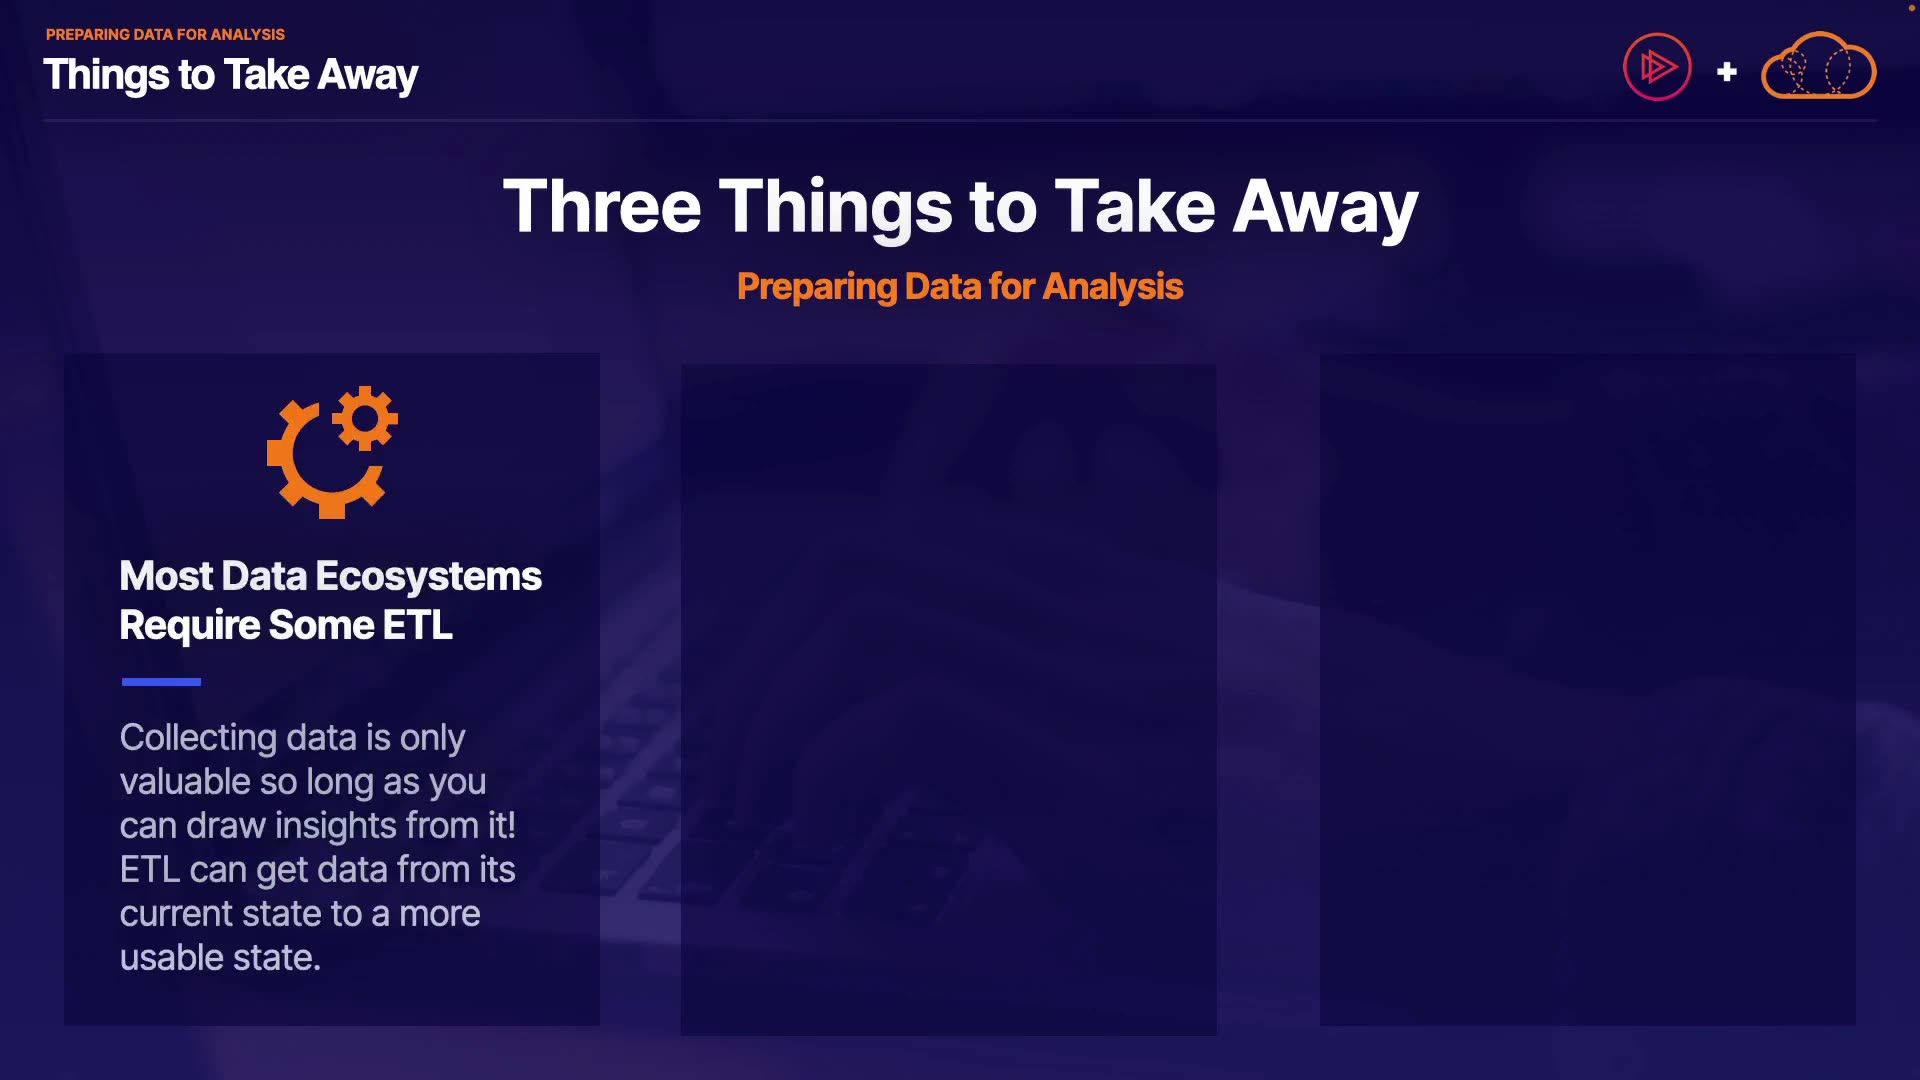 PREPARING DATA FOR ANALYSIS
Things to Take Away
Three Things to Take Away
Preparing Data for Analysis
Most Data Ecosystems
Require Some ETL
Collecting data is only
valuable so long as you
can draw insights from it!
ETL can get data from its
current state to a more
usable state.